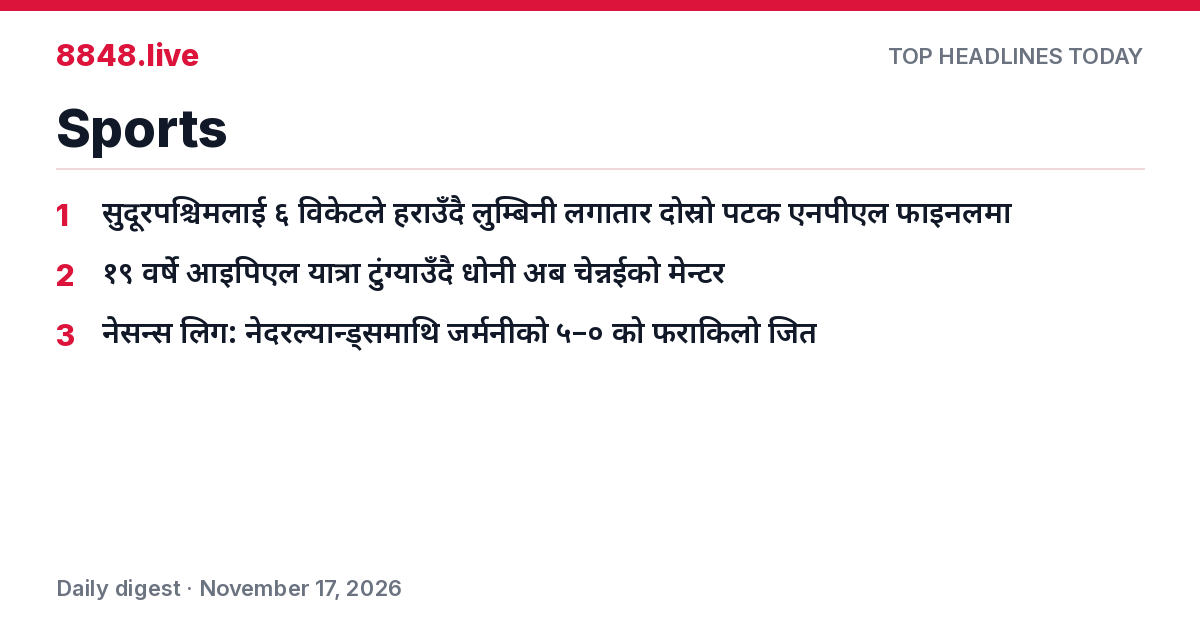 8848.live
TOP HEADLINES TODAY
Sports
1 सुदूरपश्चिमलाई ६ विकेटले हराउँदै लुम्बिनी लगातार दोस्रो पटक एनपीएल फाइनलमा
2 १९ वर्षे आइपिएल यात्रा टुंग्याउँदै धोनी अब चेन्नईको मेन्टर
3 नेसन्स लिग: नेदरल्यान्ड्समाथि जर्मनीको ५–० को फराकिलो जित
Daily digest · November 17, 2026